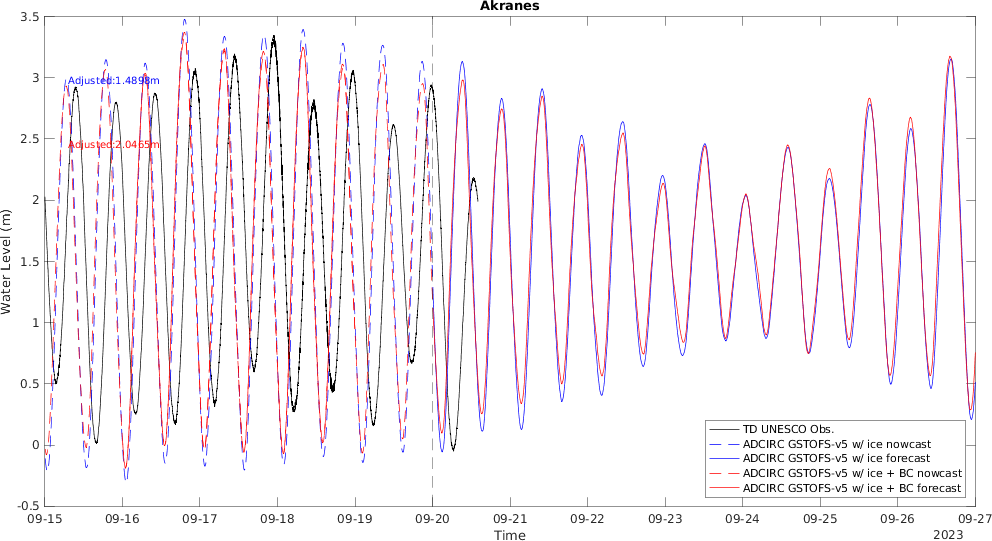 Akranes
3.5
3
2.5
2
1.5
1
0.5
0
-0.5
Water Level (m)
Adjusted:1.4898m
Adjusted:2.0465m
TD UNESCO Obs.
ADCIRC GSTOFS-v5 w/ ice nowcast
ADCIRC GSTOFS-v5 w/ ice forecast
ADCIRC GSTOFS-v5 w/ ice + BC nowcast
ADCIRC GSTOFS-v5 w/ ice + BC forecast
09-15 09-16 09-17 09-18 09-19 09-20 09-21 09-22 09-23 09-24 09-25 09-26 09-27
Time
2023